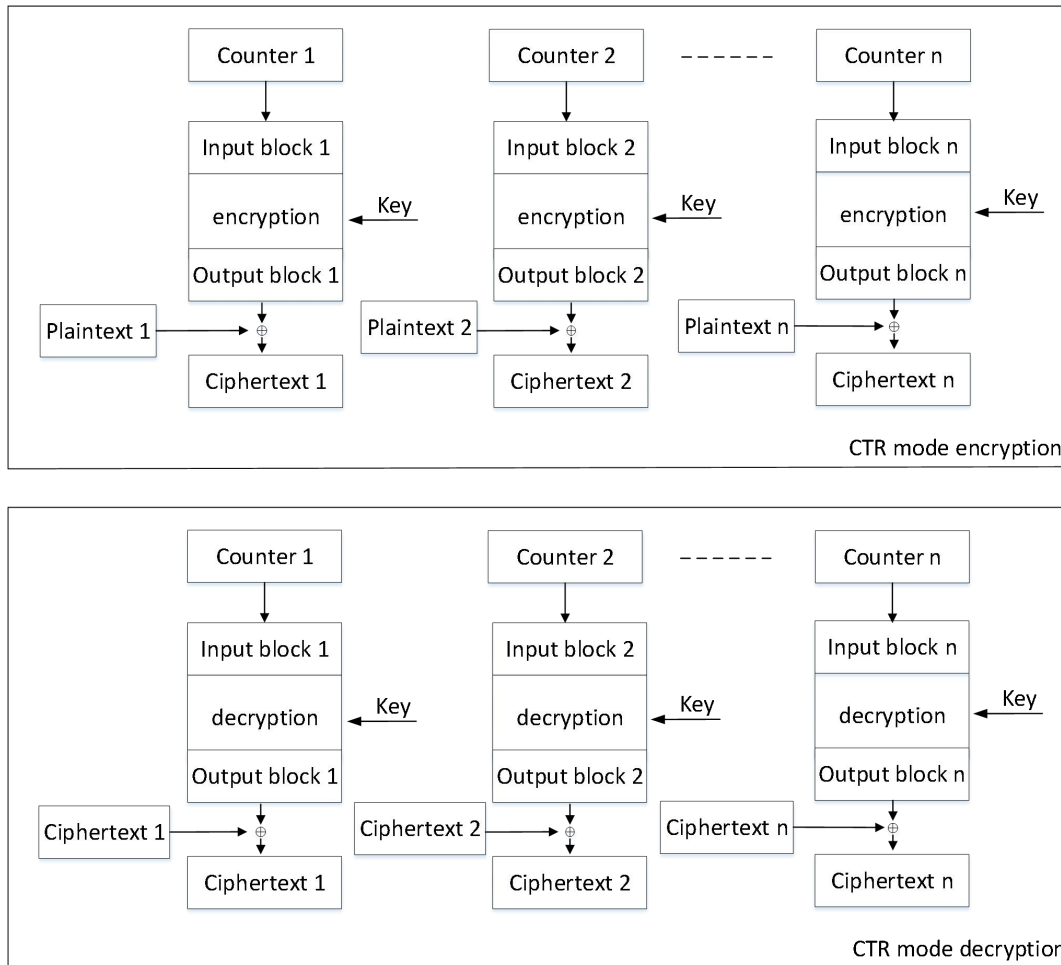 Counter 1
Counter 2
------
Counter n
Input block 1
Input block 2
Input block n
encryption
Key
encryption
Key
encryption
Key
Output block 1
Output block 2
Output block n
Plaintext 1
⊕
Plaintext 2
⊕
Plaintext n
⊕
Ciphertext 1
Ciphertext 2
Ciphertext n
CTR mode encryption
Counter 1
Counter 2
------
Counter n
Input block 1
Input block 2
Input block n
decryption
Key
decryption
Key
decryption
Key
Output block 1
Output block 2
Output block n
Ciphertext 1
⊕
Ciphertext 2
⊕
Ciphertext n
⊕
Ciphertext 1
Ciphertext 2
Ciphertext n
CTR mode decryption